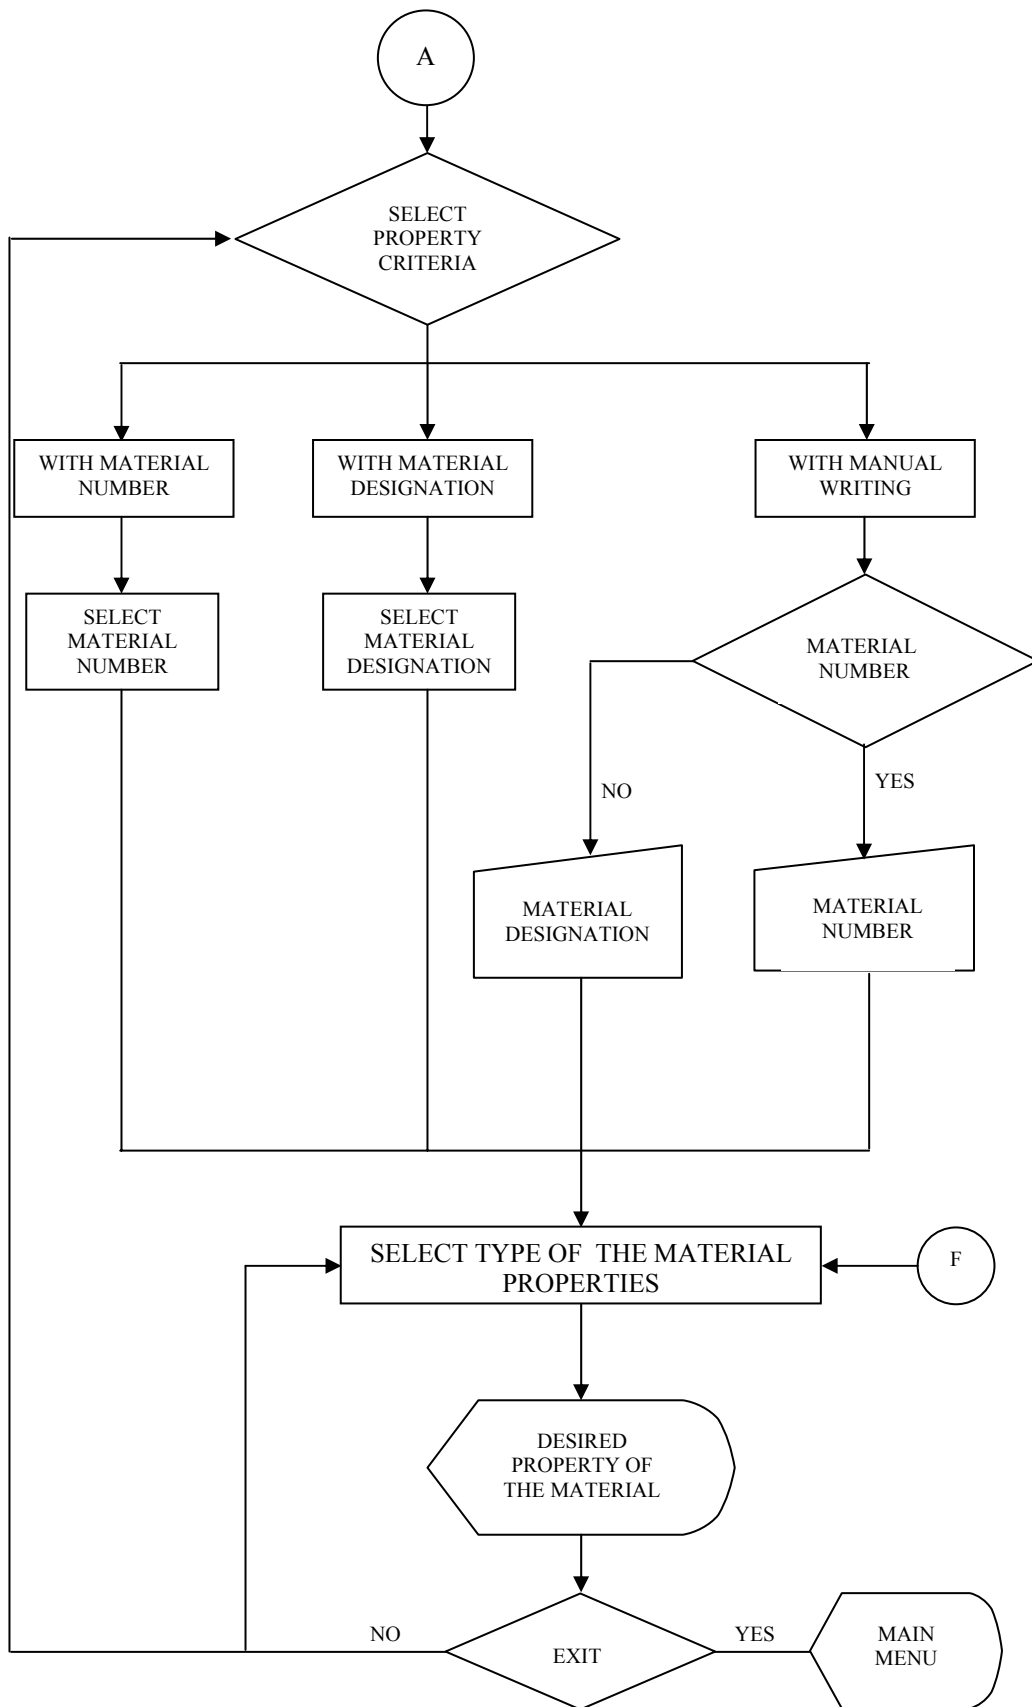 A
SELECT
PROPERTY
CRITERIA
WITH MATERIAL
NUMBER
WITH MATERIAL
DESIGNATION
WITH MANUAL
WRITING
SELECT
MATERIAL
NUMBER
SELECT
MATERIAL
DESIGNATION
MATERIAL
NUMBER
NO
YES
MATERIAL
DESIGNATION
MATERIAL
NUMBER
SELECT TYPE OF THE MATERIAL
PROPERTIES
F
DESIRED
PROPERTY OF
THE MATERIAL
NO
EXIT
YES
MAIN
MENU